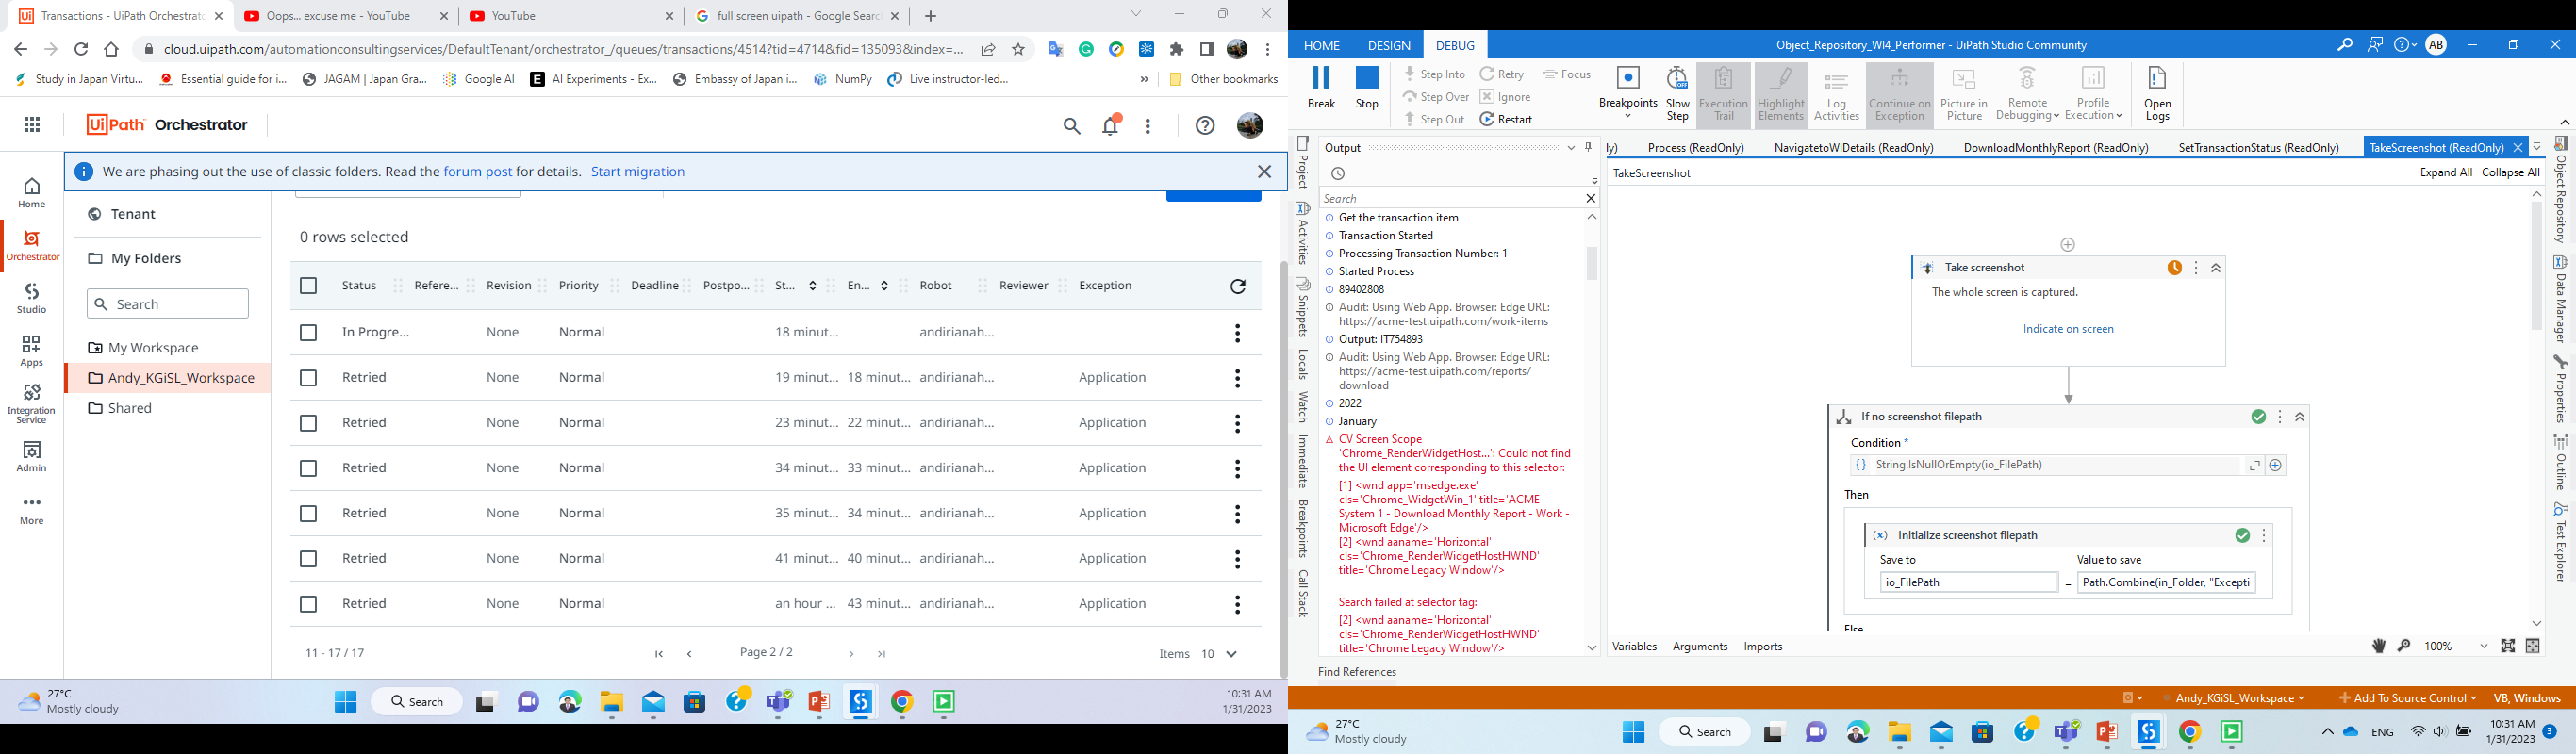 Transactions - UiPath Orchestrato
Oops... excuse me - YouTube
YouTube
full screen uipath - Google Searc
cloud.uipath.com/automationconsultingservices/DefaultTenant/orchestrator_/queues/transactions/4514?tid=4714&fid=135093&index=...
Study in Japan Virtu...
Essential guide for i...
JAGAM | Japan Gra...
Google AI
AI Experiments - Ex...
Embassy of Japan i...
NumPy
Live instructor-led...
»
Other bookmarks
UiPath Orchestrator
We are phasing out the use of classic folders. Read the forum post for details. Start migration
Home
Orchestrator
Studio
Apps
Integration
Service
Admin
More
Tenant
My Folders
Search
My Workspace
Andy_KGiSL_Workspace
Shared
0 rows selected
Status Refere... Revision Priority Deadline Postpo... St... En... Robot Reviewer Exception
In Progre... None Normal 18 minut... andirianah...
Retried None Normal 19 minut... 18 minut... andirianah... Application
Retried None Normal 23 minut... 22 minut... andirianah... Application
Retried None Normal 34 minut... 33 minut... andirianah... Application
Retried None Normal 35 minut... 34 minut... andirianah... Application
Retried None Normal 41 minut... 40 minut... andirianah... Application
Retried None Normal an hour ... 43 minut... andirianah... Application
11 - 17 / 17
Page 2 / 2
Items 10
27°C
Mostly cloudy
Search
10:31 AM
1/31/2023
HOME DESIGN DEBUG
Object_Repository_WI4_Performer - UiPath Studio Community
AB
Break
Stop
Step Into
Step Over
Step Out
Retry
Ignore
Restart
Focus
Breakpoints
Slow
Step
Execution
Trail
Highlight
Elements
Log
Activities
Continue on
Exception
Picture in
Picture
Remote
Debugging
Profile
Execution
Open
Logs
Project
Activities
Snippets
Locals
Watch
Immediate
Breakpoints
Call Stack
Output
Search
Get the transaction item
Transaction Started
Processing Transaction Number: 1
Started Process
89402808
Audit: Using Web App. Browser: Edge URL:
https://acme-test.uipath.com/work-items
Output: IT754893
Audit: Using Web App. Browser: Edge URL:
https://acme-test.uipath.com/reports/
download
2022
January
CV Screen Scope
'Chrome_RenderWidgetHost...': Could not find
the UI element corresponding to this selector:
[1] <wnd app='msedge.exe'
cls='Chrome_WidgetWin_1' title='ACME
System 1 - Download Monthly Report - Work -
Microsoft Edge'/>
[2] <wnd aaname='Horizontal'
cls='Chrome_RenderWidgetHostHWND'
title='Chrome Legacy Window'/>
Search failed at selector tag:
[2] <wnd aaname='Horizontal'
cls='Chrome_RenderWidgetHostHWND'
title='Chrome Legacy Window'/>
Find References
ly) Process (ReadOnly) NavigatetoWIDetails (ReadOnly) DownloadMonthlyReport (ReadOnly) SetTransactionStatus (ReadOnly) TakeScreenshot (ReadOnly)
TakeScreenshot
Expand All Collapse All
Take screenshot
The whole screen is captured.
Indicate on screen
If no screenshot filepath
Condition *
String.IsNullOrEmpty(io_FilePath)
Then
Initialize screenshot filepath
Save to
Value to save
io_FilePath = Path.Combine(in_Folder, "Excepti
Else
Variables Arguments Imports
100%
Object Repository
Data Manager
Properties
Outline
Test Explorer
Andy_KGiSL_Workspace
Add To Source Control
VB, Windows
27°C
Mostly cloudy
Search
ENG
10:31 AM
1/31/2023
3